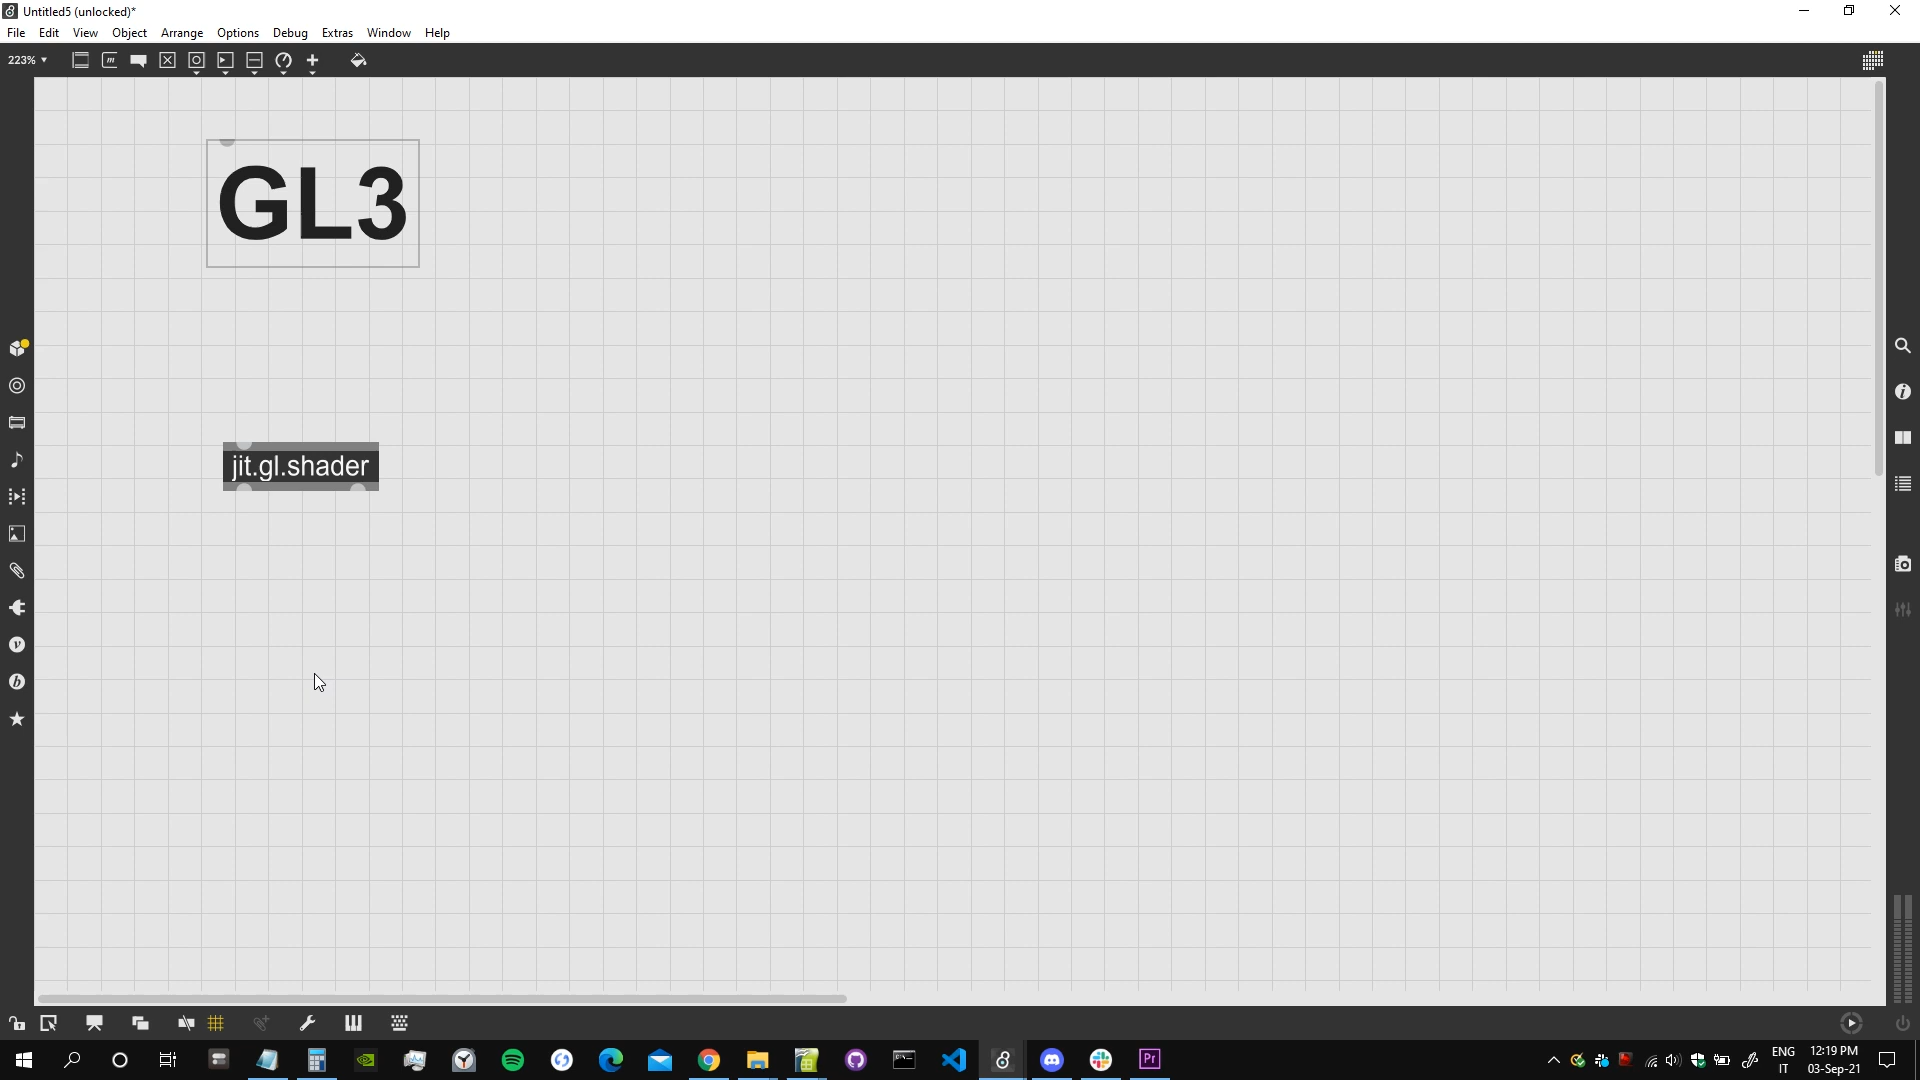 Untitled5 (unlocked)*
File Edit View Object Arrange Options Debug Extras Window Help
223%
GL3
jit.gl.shader
ENG 12:19 PM
IT 03-Sep-21
Pr